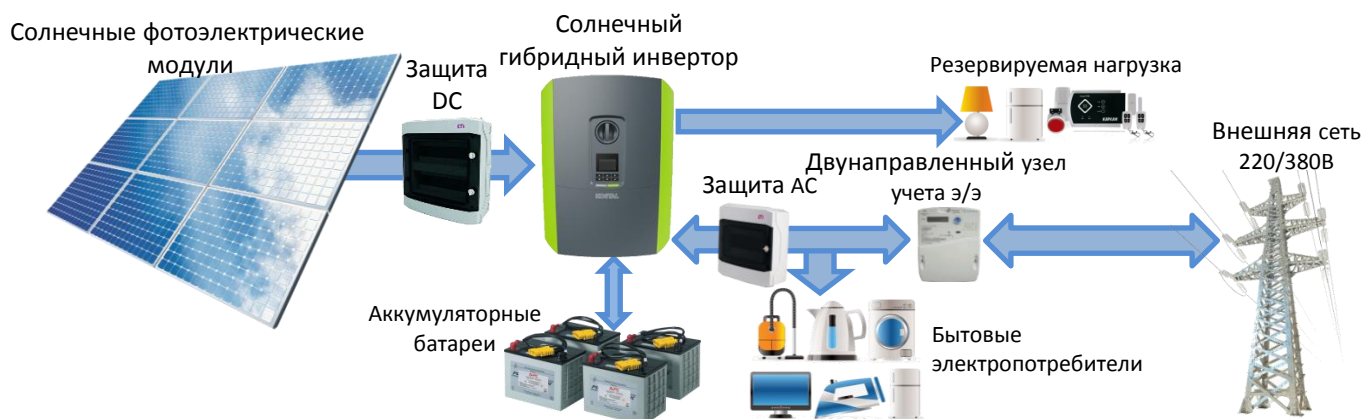 Солнечные фотоэлектрические
модули
Защита
DC
Солнечный
гибридный инвертор
Резервируемая нагрузка
Внешняя сеть
220/380В
Двунаправленный узел
учета э/э
Защита АС
Аккумуляторные
батареи
Бытовые
электропотребители